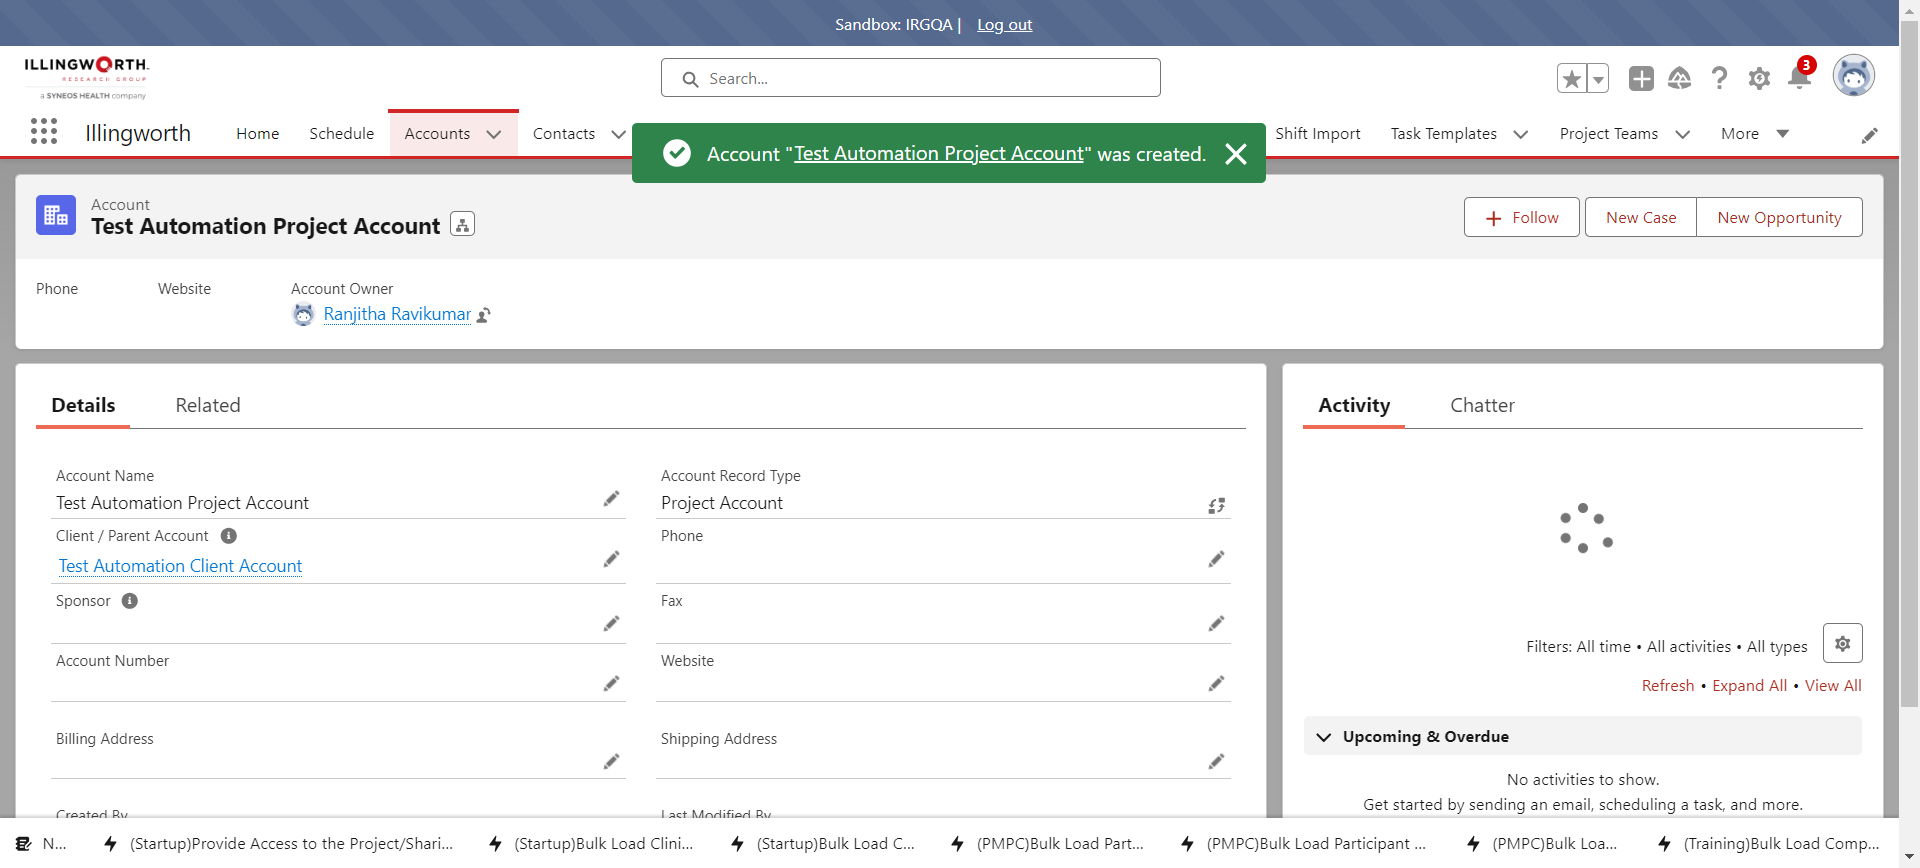 Sandbox: IRGQA | Log out
ILLINGWORTH
RESEARCH GROUP
a SYNEOS HEALTH company
Search...
3
Illingworth
Home
Schedule
Accounts
Contacts
Shift Import
Task Templates
Project Teams
More
Account "Test Automation Project Account" was created.
Account
Test Automation Project Account
Follow
New Case
New Opportunity
Phone
Website
Account Owner
Ranjitha Ravikumar
Details
Related
Account Name
Test Automation Project Account
Account Record Type
Project Account
Client / Parent Account
Test Automation Client Account
Phone
Sponsor
Fax
Account Number
Website
Billing Address
Shipping Address
Created By
Last Modified By
Activity
Chatter
Filters: All time • All activities • All types
Refresh • Expand All • View All
Upcoming & Overdue
No activities to show.
Get started by sending an email, scheduling a task, and more.
N...
(Startup)Provide Access to the Project/Shari...
(Startup)Bulk Load Clini...
(Startup)Bulk Load C...
(PMPC)Bulk Load Part...
(PMPC)Bulk Load Participant ...
(PMPC)Bulk Loa...
(Training)Bulk Load Comp...